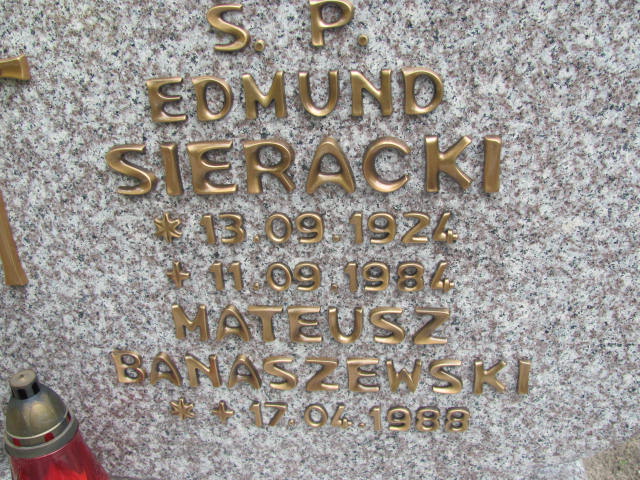 S. P.
EDMUND
SIERACKI
* 13.09.1924
+ 11.09.1984
MATEUSZ
BANASZEWSKI
* + 17.04.1988